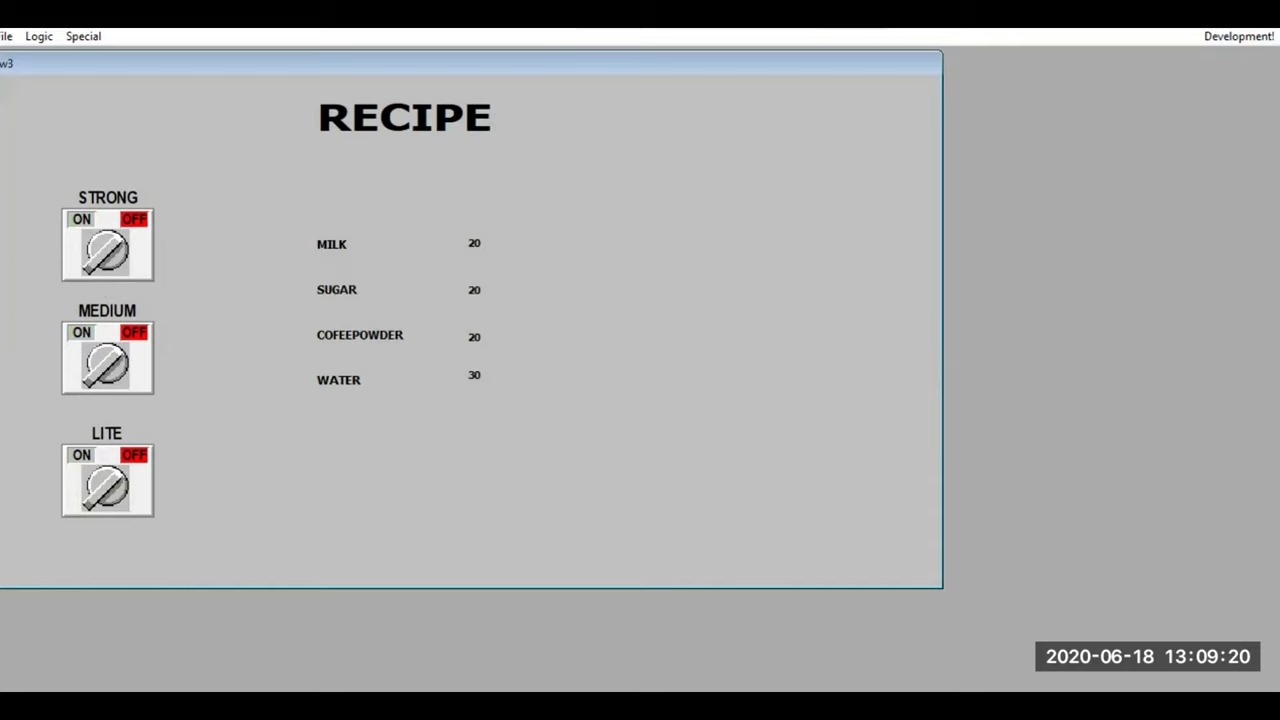 ile Logic Special Development!
w3
RECIPE
STRONG
ON OFF
MILK 20
SUGAR 20
MEDIUM
ON OFF
COFEEPOWDER 20
WATER 30
LITE
ON OFF
2020-06-18 13:09:20